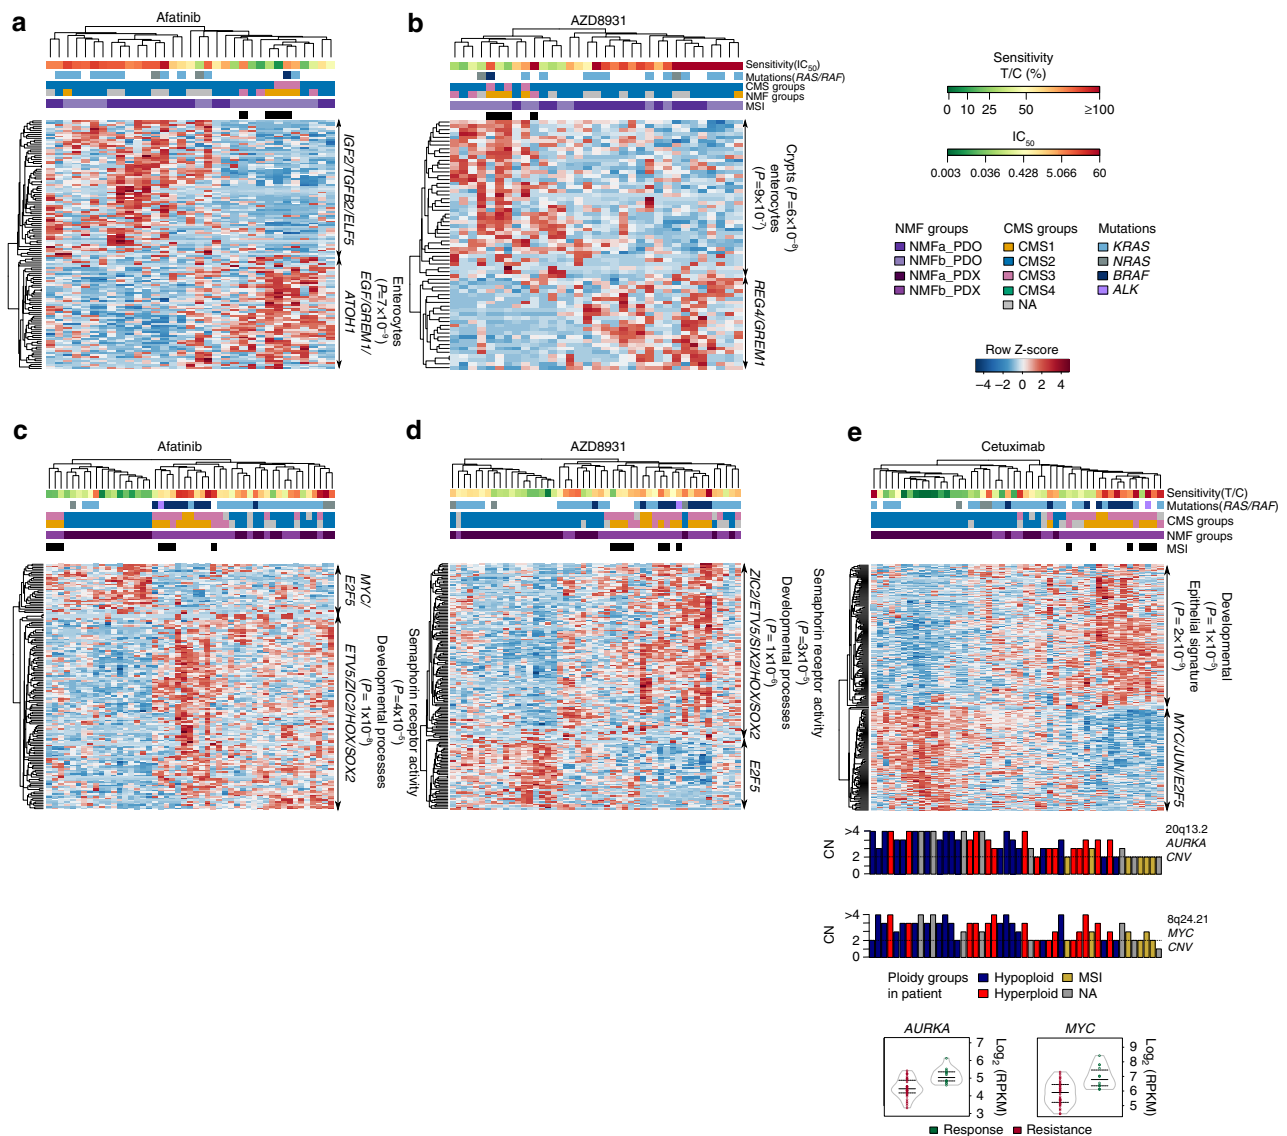 a
Afatinib
IGF2/TGFB2/ELF5
Enterocytes
(P=7×10⁻⁹)
EGF/GREM1/
ATOH1
b
AZD8931
Sensitivity(IC50)
Mutations(RAS/RAF)
CMS groups
NMF groups
MSI
Crypts (P=6×10⁻⁸)
enterocytes
(P=9×10⁻⁷)
REG4/GREM1
Sensitivity
T/C (%)
0 10 25 50 ≥100
IC50
0.003 0.036 0.428 5.066 60
NMF groups
NMFa_PDO
NMFb_PDO
NMFa_PDX
NMFb_PDX
CMS groups
CMS1
CMS2
CMS3
CMS4
NA
Mutations
KRAS
NRAS
BRAF
ALK
Row Z-score
−4 −2 0 2 4
c
Afatinib
MYC/
E2F5
ETV5/ZIC2/HOX/SOX2
Developmental processes
(P = 1×10⁻⁸)
Semaphorin receptor activity
(P=4×10⁻⁵)
d
AZD8931
ZIC2/ETV5/SIX2/HOX/SOX2
Developmental processes
(P = 1×10⁻⁶)
Semaphorin receptor activity
(P=3×10⁻⁵)
E2F5
e
Cetuximab
Sensitivity(T/C)
Mutations(RAS/RAF)
CMS groups
NMF groups
MSI
Developmental
(P = 1×10⁻⁵)
Epithelial signature
(P = 2×10⁻⁹)
MYC/JUN/E2F5
CN
>4
2
0
20q13.2
AURKA
CNV
CN
>4
2
0
8q24.21
MYC
CNV
Ploidy groups
in patient
Hypoploid
Hyperploid
MSI
NA
AURKA
7
6
5
4
3
Log2 (RPKM)
MYC
9
8
7
6
5
Log2 (RPKM)
Response
Resistance